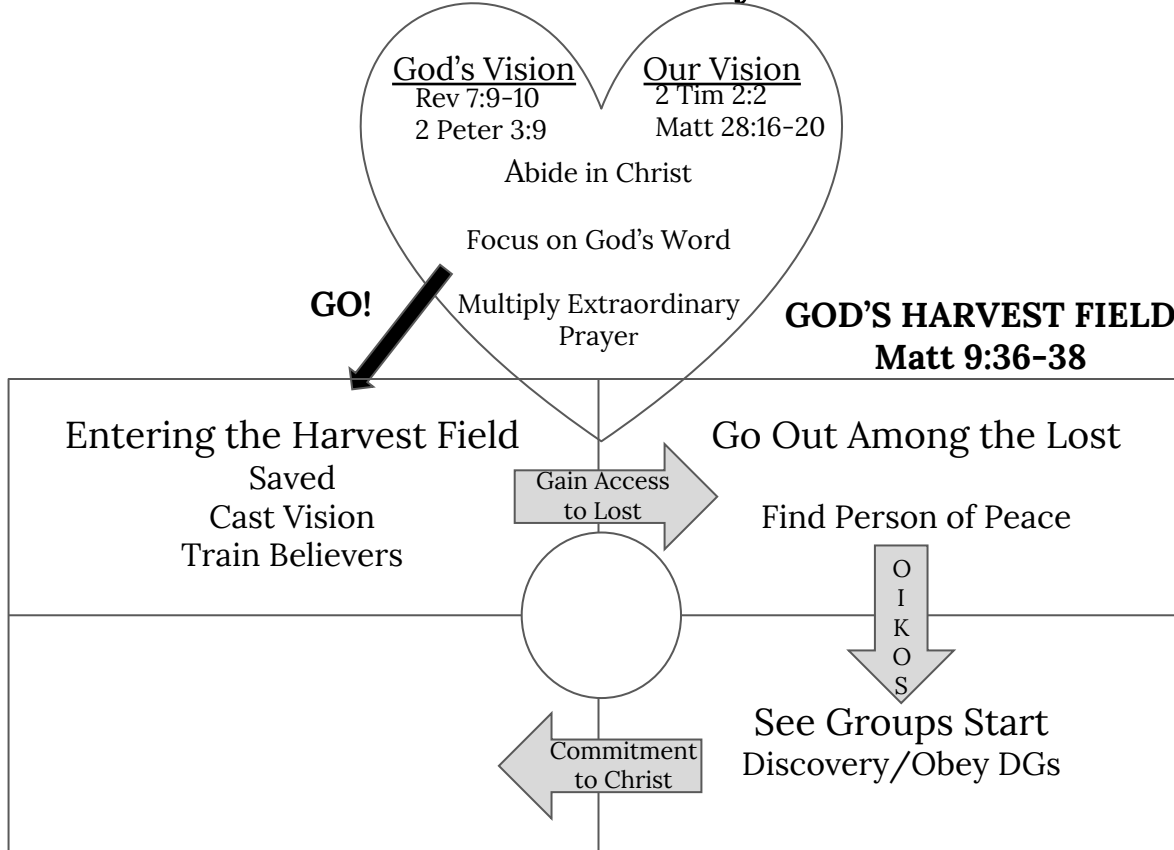 God's Vision
Rev 7:9-10
2 Peter 3:9
Our Vision
2 Tim 2:2
Matt 28:16-20
Abide in Christ
Focus on God's Word
GO!
Multiply Extraordinary
Prayer
GOD'S HARVEST FIELD
Matt 9:36-38
Entering the Harvest Field
Saved
Cast Vision
Train Believers
Gain Access
to Lost
Go Out Among the Lost
Find Person of Peace
O
I
K
O
S
See Groups Start
Discovery/Obey DGs
Commitment
to Christ